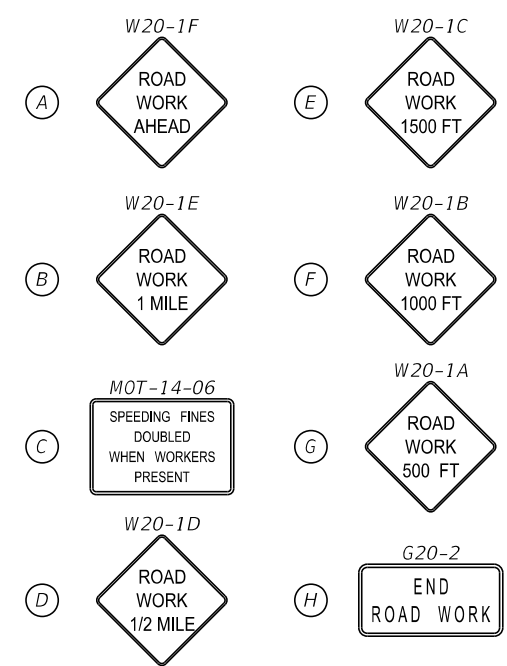 W20-1F
A
ROAD
WORK
AHEAD
W20-1E
B
ROAD
WORK
1 MILE
MOT-14-06
C
SPEEDING FINES
DOUBLED
WHEN WORKERS
PRESENT
W20-1D
D
ROAD
WORK
1/2 MILE
W20-1C
E
ROAD
WORK
1500 FT
W20-1B
F
ROAD
WORK
1000 FT
W20-1A
G
ROAD
WORK
500 FT
G20-2
H
END
ROAD WORK